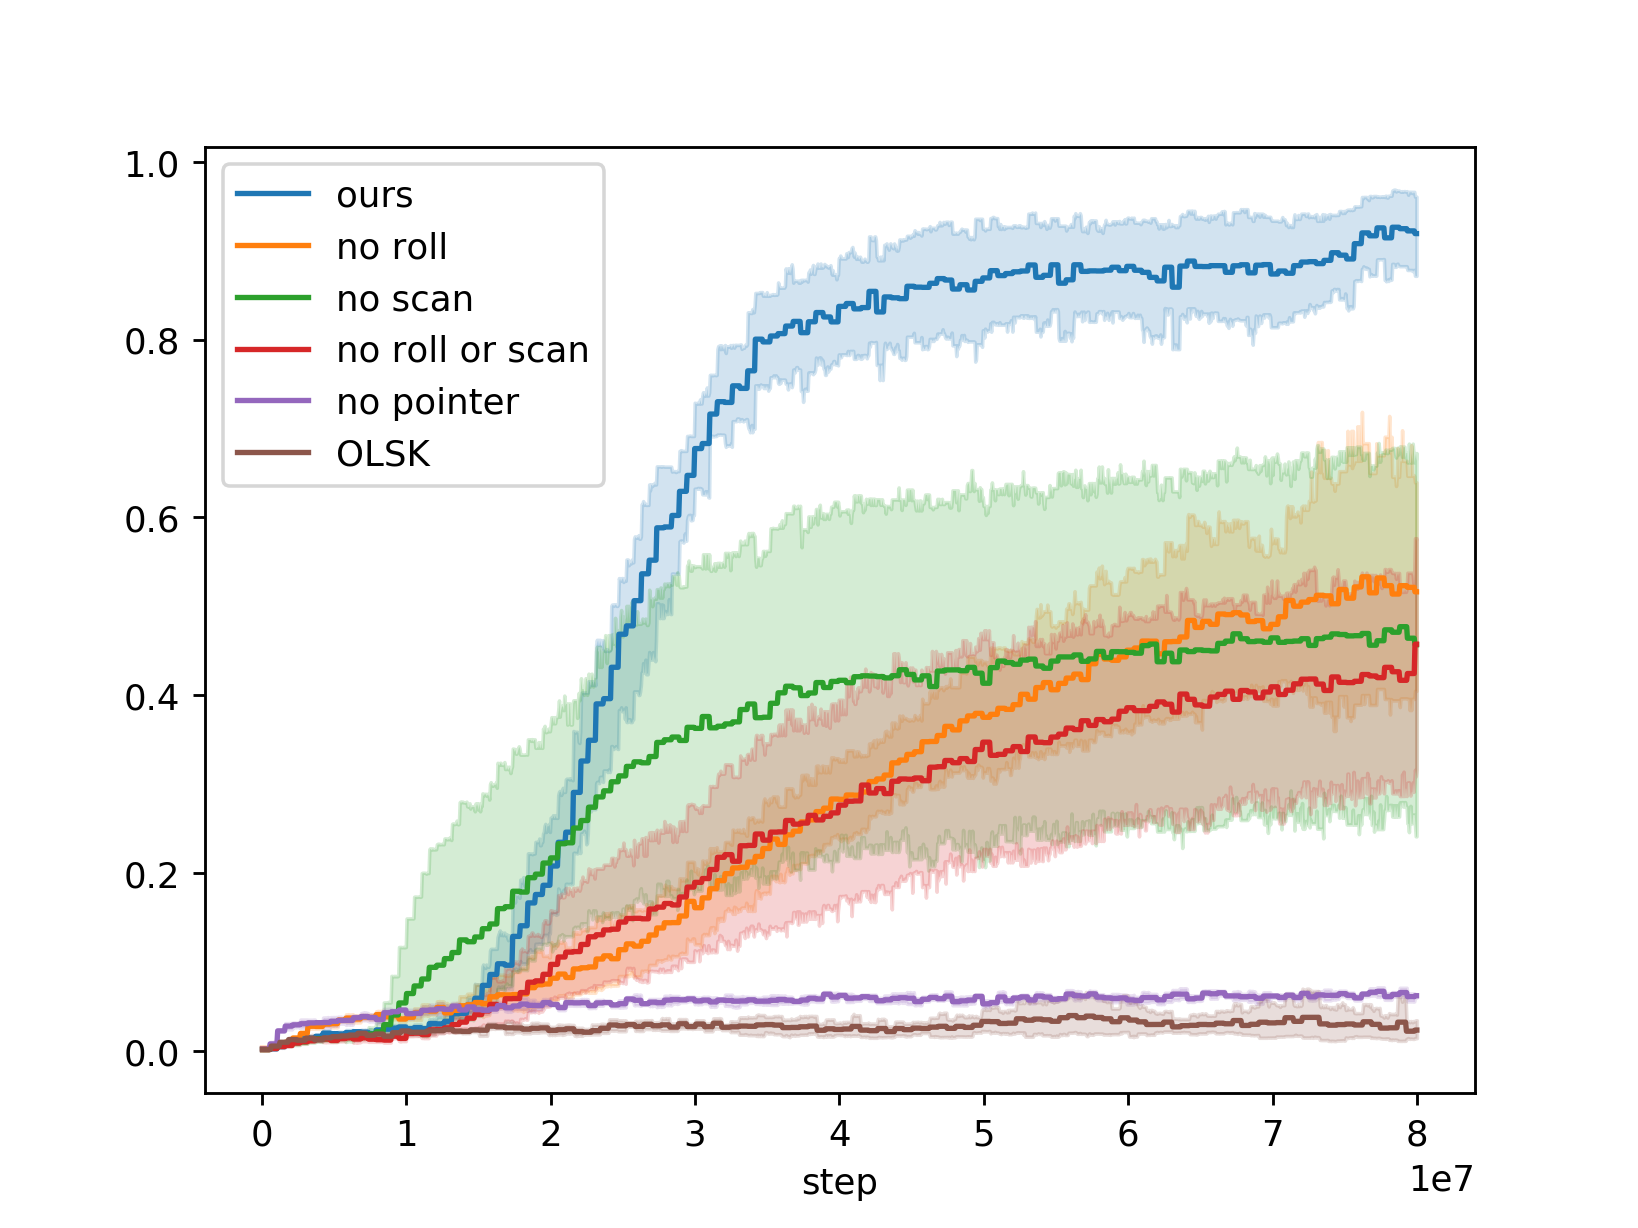 1.0
0.8
0.6
0.4
0.2
0.0
ours
no roll
no scan
no roll or scan
no pointer
OLSK
0 1 2 3 4 5 6 7 8
1e7
step